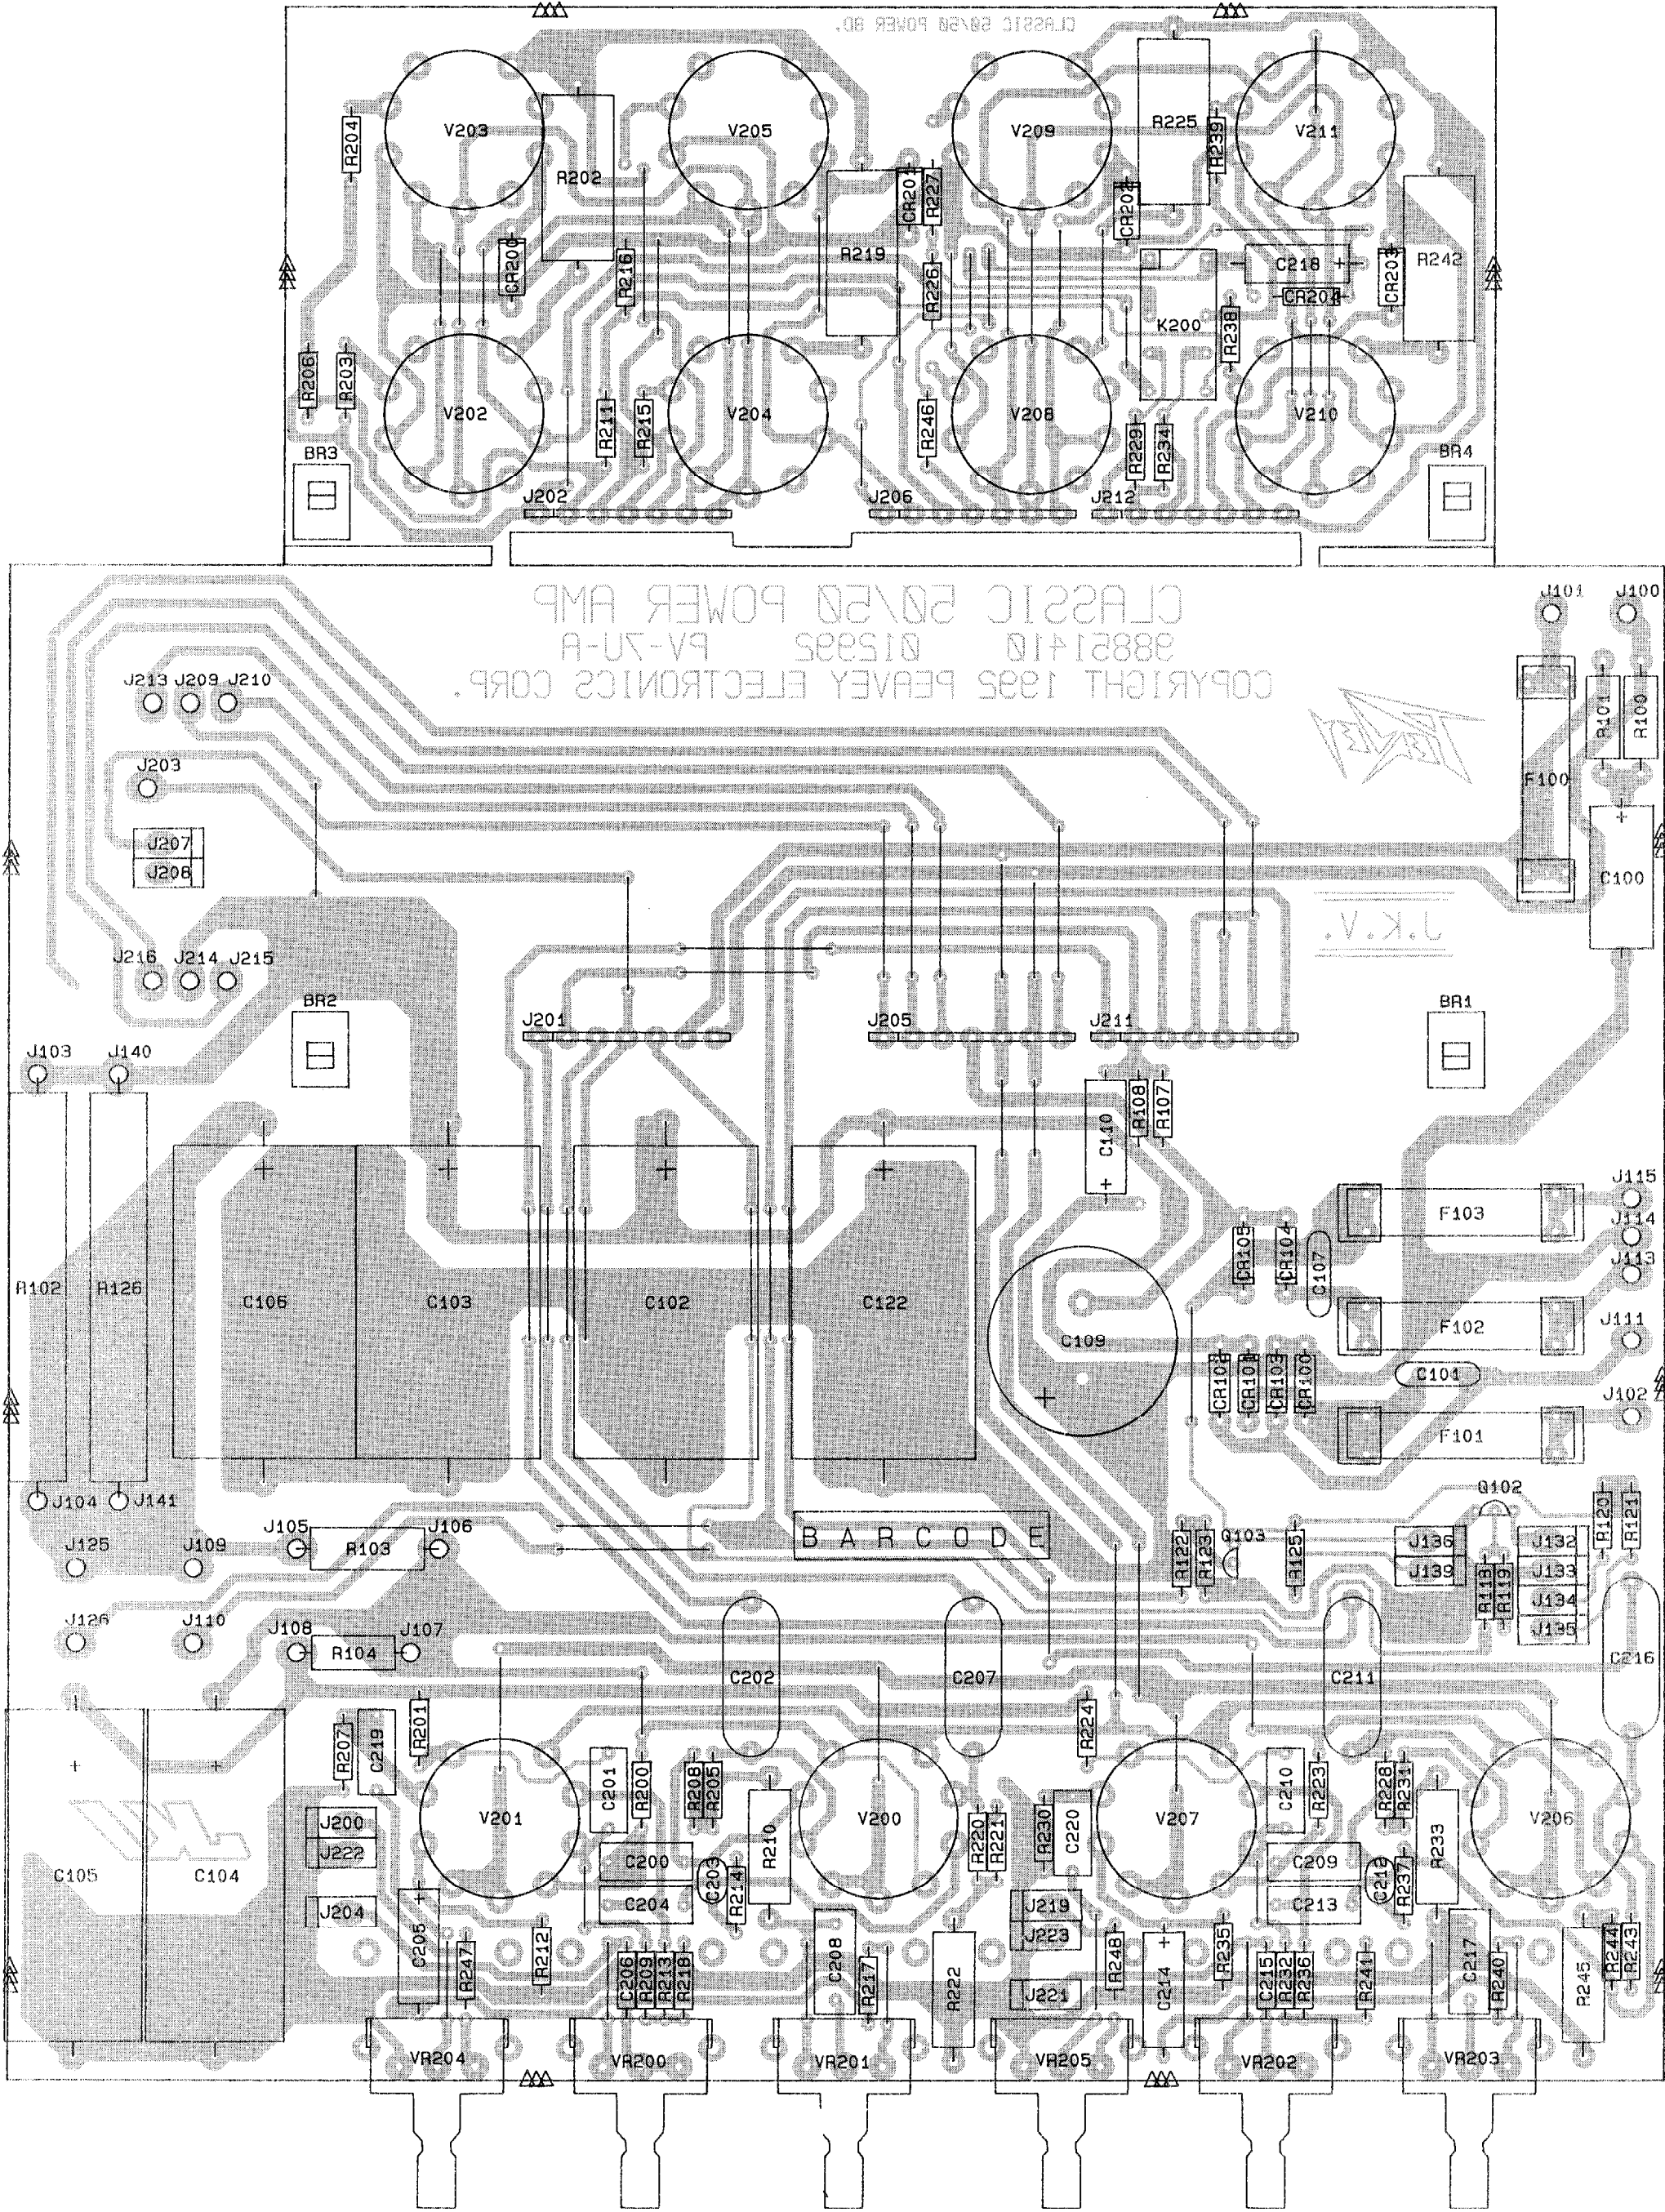 CLASSIC 50/50 POWER BD.
V203
V205
V209
R225
V211
R204
R239
R202
CR201
R227
CR202
CR200
R216
R219
R226
C218 +
CR203
R242
CR204
K200
R238
R206
R203
V202
R211
R215
V204
R246
V208
R229
R234
V210
BR3
BR4
J202
J206
J212
CLASSIC 50/50 POWER AMP
98851410 012992 PV-7U-A
COPYRIGHT 1992 PEAVEY ELECTRONICS CORP.
J101
J100
J213 J209 J210
R101
R100
PEAVEY
J203
F100
+
J207
J208
C100
J.K.V.
J216 J214 J215
BR2
BR1
J201
J205
J211
J103
J140
R108
R107
C110
+
+
+
+
+
J115
F103
J114
CR105
CR104
C107
J113
R102
R126
C106
C103
C102
C122
C109
F102
J111
CR101
CR103
CR100
C101
+
J102
F101
J104
J141
Q102
R120
R121
J125
J109
J105
R103
J106
BARCODE
R122
R123
Q103
R125
J136
J139
J132
J133
J134
J135
R118
R119
J126
J110
J108
R104
J107
C202
C207
C211
C216
R201
R207
C219
R224
+
+
C201
R200
R208
R205
C210
R223
R228
R231
V201
R210
V200
R220
R221
R230
C220
V207
R233
V206
J200
J222
C105
C104
C200
C203
R214
C209
C212
R237
J204
+
C205
C204
J219
J223
C213
R247
R212
C206
R209
R213
R218
C208
R217
R222
J221
R248
+
C214
R235
C215
R232
R236
R241
C217
R240
R245
R244
R243
VR204
VR200
VR201
VR205
VR202
VR203